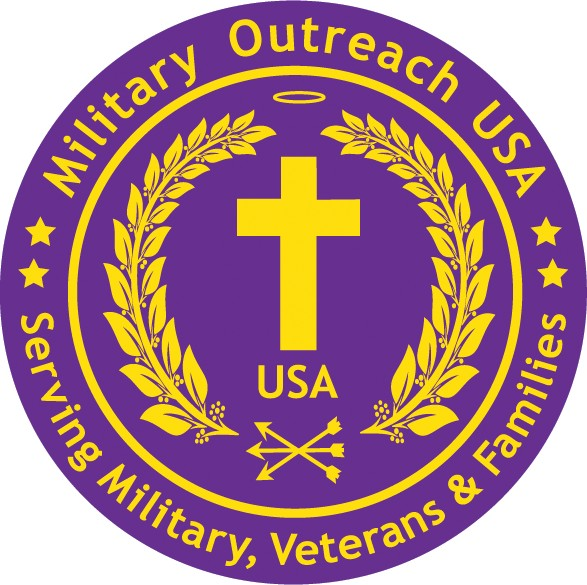 Military Outreach USA
USA
Serving Military, Veterans & Families